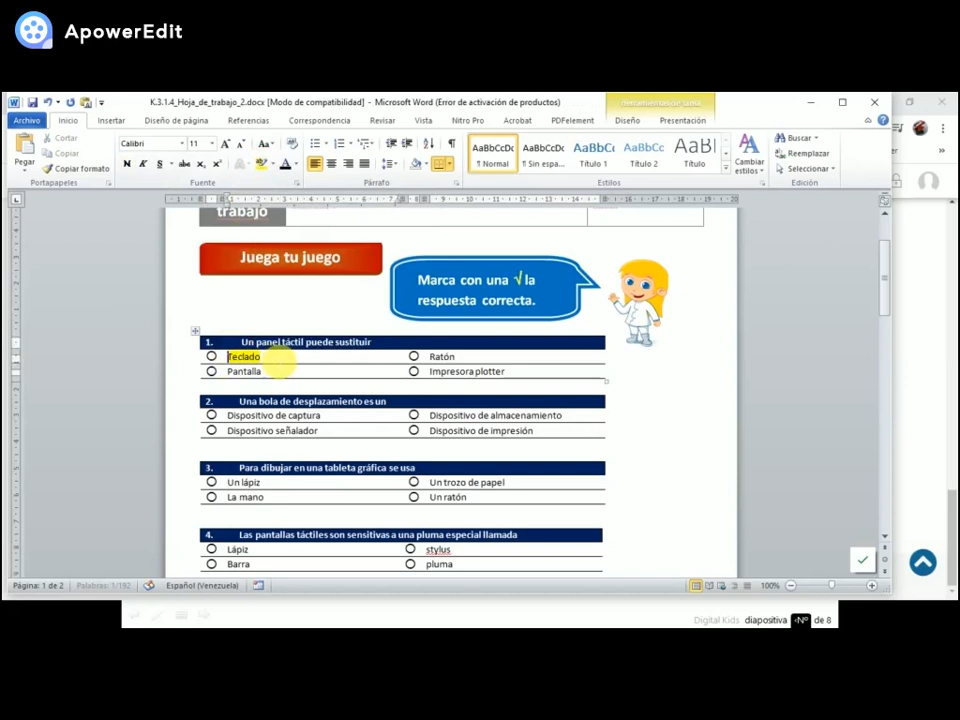 ApowerEdit
K.3.1.4_Hoja_de_trabajo_2.docx [Modo de compatibilidad] - Microsoft Word (Error de activación de productos)
Archivo Inicio Insertar Diseño de página Referencias Correspondencia Revisar Vista Nitro Pro Acrobat PDFelement Diseño Presentación
Pegar
Cortar
Copiar
Copiar formato
Portapapeles
Calibri 11
Fuente
Párrafo
AaBbCcDc AaBbCcDc AaBbC AaBbCc AaBl
¶ Normal ¶ Sin espa... Título 1 Título 2 Título
Cambiar estilos
Estilos
Buscar
Reemplazar
Seleccionar
Edición
trabajo
Juega tu juego
Marca con una √ la
respuesta correcta.
1. Un panel táctil puede sustituir
Teclado Ratón
Pantalla Impresora plotter
2. Una bola de desplazamiento es un
Dispositivo de captura Dispositivo de almacenamiento
Dispositivo señalador Dispositivo de impresión
3. Para dibujar en una tableta gráfica se usa
Un lápiz Un trozo de papel
La mano Un ratón
4. Las pantallas táctiles son sensitivas a una pluma especial llamada
Lápiz stylus
Barra pluma
Página: 1 de 2 Palabras: 1/192 Español (Venezuela) 100%
Digital Kids diapositiva ‹Nº de 8